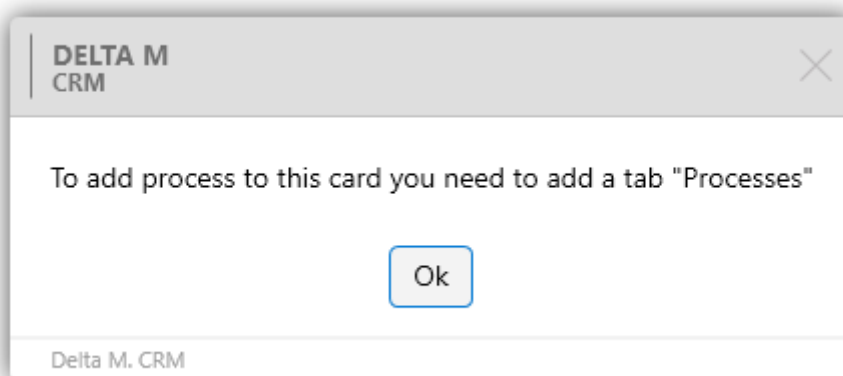 DELTA M
CRM
To add process to this card you need to add a tab "Processes"
Ok
Delta M. CRM